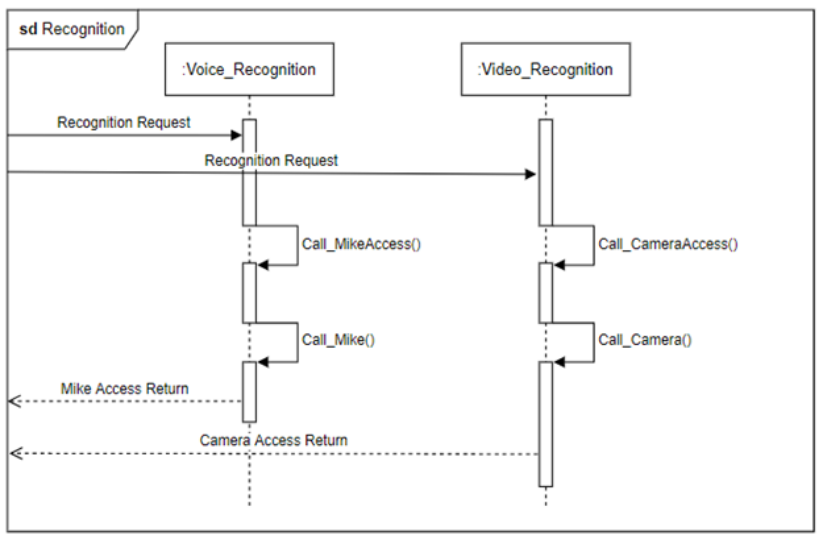 sd Recognition
:Voice_Recognition
:Video_Recognition
Recognition Request
Recognition Request
Call_MikeAccess()
Call_CameraAccess()
Call_Mike()
Call_Camera()
Mike Access Return
Camera Access Return